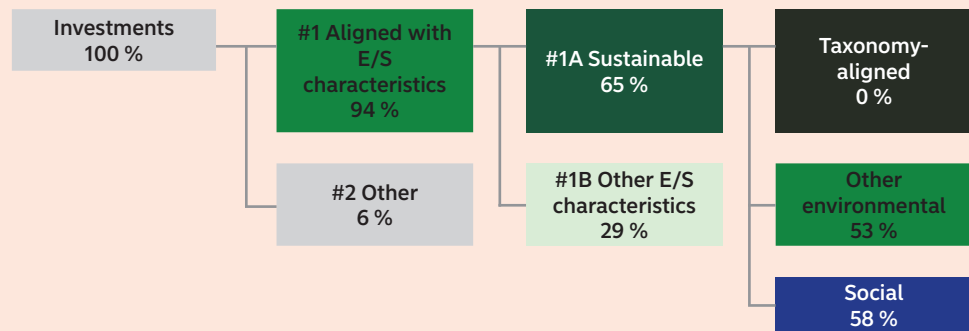 Investments
100 %
#1 Aligned with
E/S
characteristics
94 %
#1A Sustainable
65 %
Taxonomy-
aligned
0 %
#2 Other
6 %
#1B Other E/S
characteristics
29 %
Other
environmental
53 %
Social
58 %